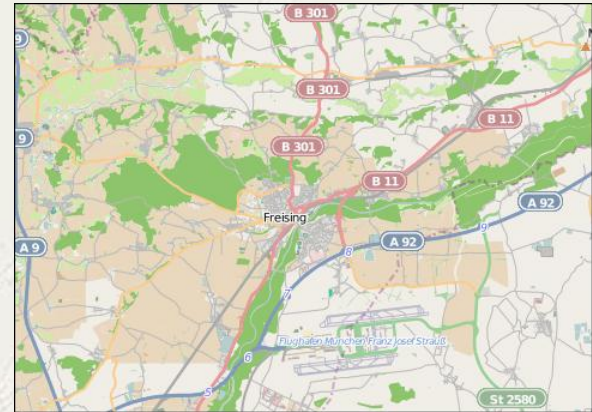 B 301
9
B 301
B 11
9
B 301
B 11
Freising
A 92
9
A 9
A 92
8
7
Flughafen München Franz Josef Strauß
6
5
St 2580